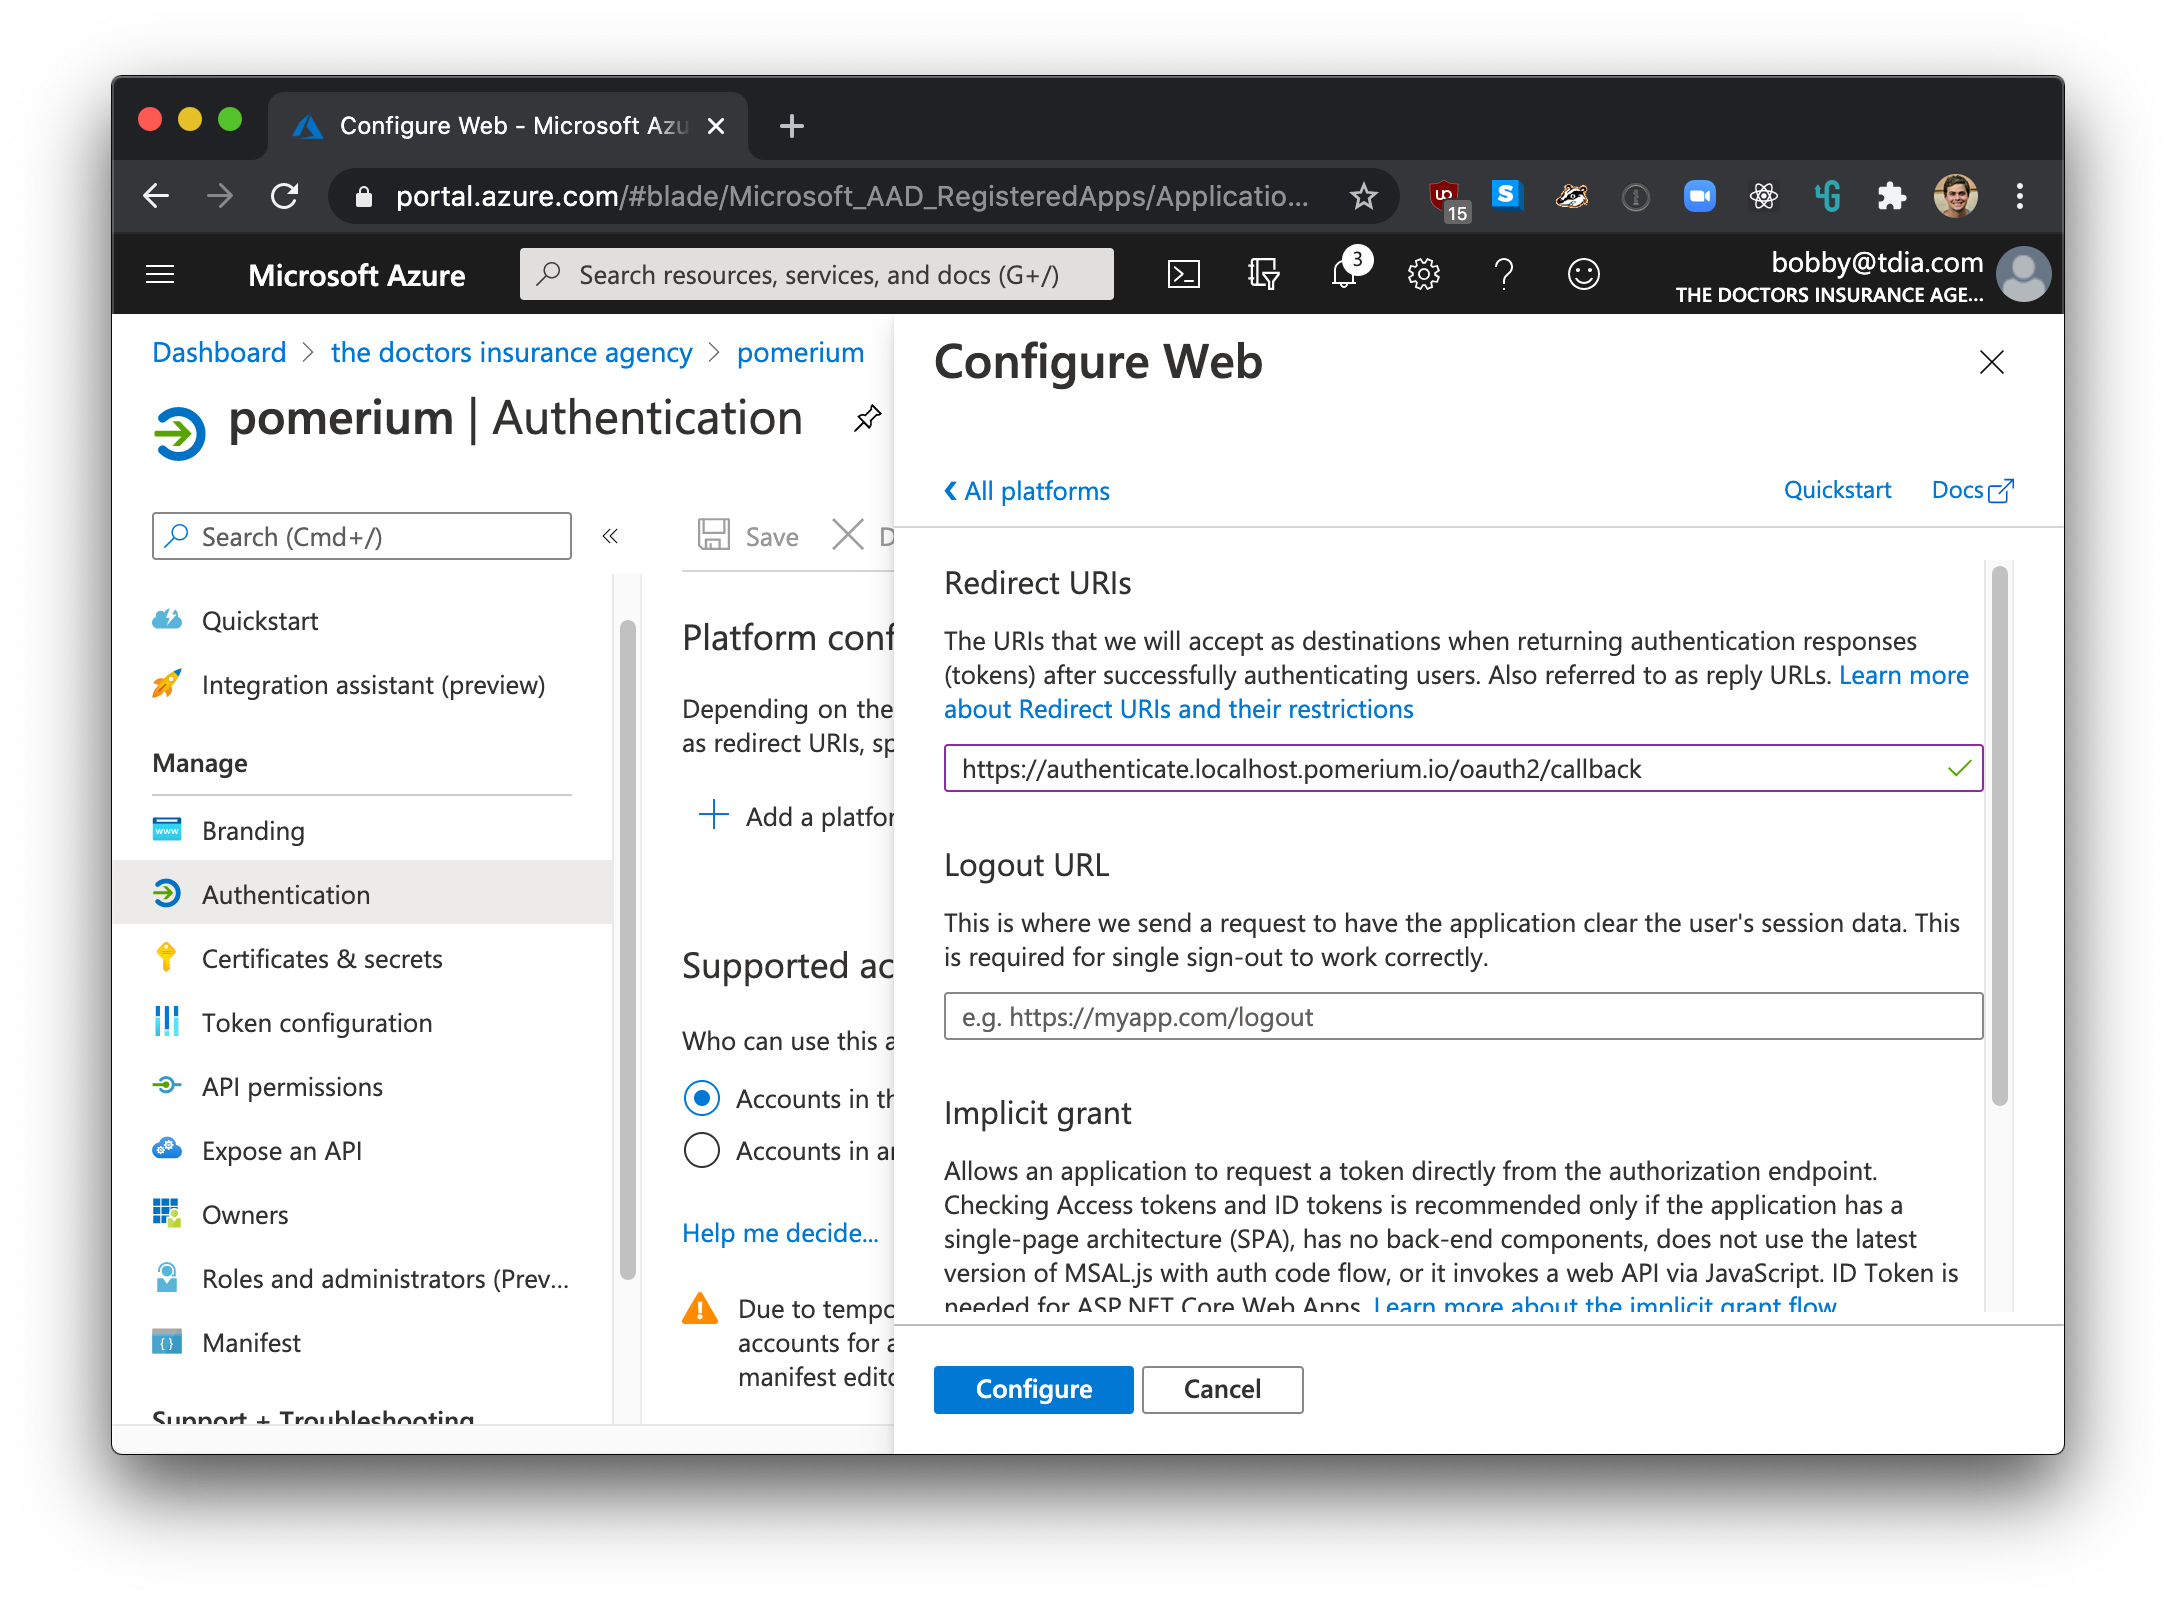 Configure Web - Microsoft Azu
portal.azure.com/#blade/Microsoft_AAD_RegisteredApps/Applicatio...
15
S
Microsoft Azure
Search resources, services, and docs (G+/)
3
bobby@tdia.com
THE DOCTORS INSURANCE AGE...
Dashboard > the doctors insurance agency > pomerium
pomerium | Authentication
Search (Cmd+/)
«
Quickstart
Integration assistant (preview)
Manage
Branding
Authentication
Certificates & secrets
Token configuration
API permissions
Expose an API
Owners
Roles and administrators (Prev...
Manifest
Support + Troubleshooting
Save
D
Platform conf
Depending on the
as redirect URIs, sp
Add a platfor
Supported ac
Who can use this a
Accounts in th
Accounts in an
Help me decide...
Due to tempo
accounts for a
manifest edito
Configure Web
All platforms
Quickstart
Docs
Redirect URIs
The URIs that we will accept as destinations when returning authentication responses
(tokens) after successfully authenticating users. Also referred to as reply URLs. Learn more
about Redirect URIs and their restrictions
https://authenticate.localhost.pomerium.io/oauth2/callback
Logout URL
This is where we send a request to have the application clear the user's session data. This
is required for single sign-out to work correctly.
e.g. https://myapp.com/logout
Implicit grant
Allows an application to request a token directly from the authorization endpoint.
Checking Access tokens and ID tokens is recommended only if the application has a
single-page architecture (SPA), has no back-end components, does not use the latest
version of MSAL.js with auth code flow, or it invokes a web API via JavaScript. ID Token is
needed for ASP.NET Core Web Apps. Learn more about the implicit grant flow
Configure
Cancel